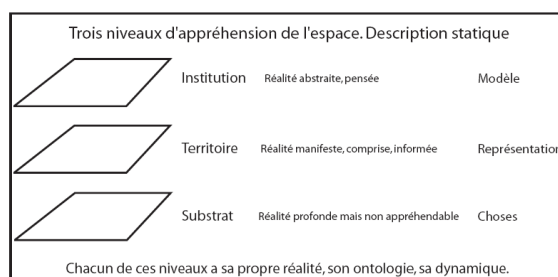 Trois niveaux d'appréhension de l'espace. Description statique
Institution Réalité abstraite, pensée Modèle
Territoire Réalité manifeste, comprise, informée Représentation
Substrat Réalité profonde mais non appréhendable Choses
Chacun de ces niveaux a sa propre réalité, son ontologie, sa dynamique.